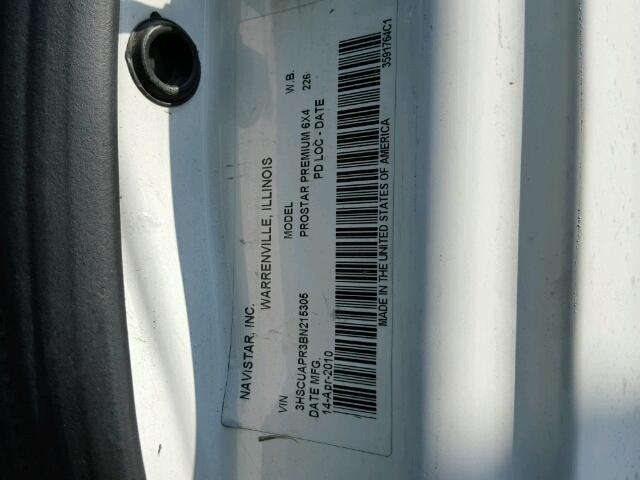 NAVISTAR, INC.
WARRENVILLE, ILLINOIS
VIN MODEL W.B.
3HSCUAPR3BN215305 PROSTAR PREMIUM 6X4 226
DATE MFG. PD LOC - DATE
14-Apr-2010
MADE IN THE UNITED STATES OF AMERICA
3591764C1